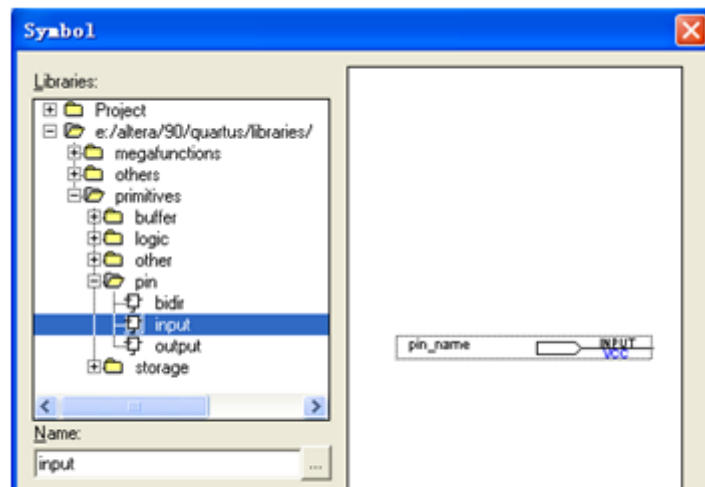 Symbol
Libraries:
Project
e:/altera/90/quartus/libraries/
megafunctions
others
primitives
buffer
logic
other
pin
bidir
input
output
storage
pin_name
INPUT
VCC
Name:
input
...